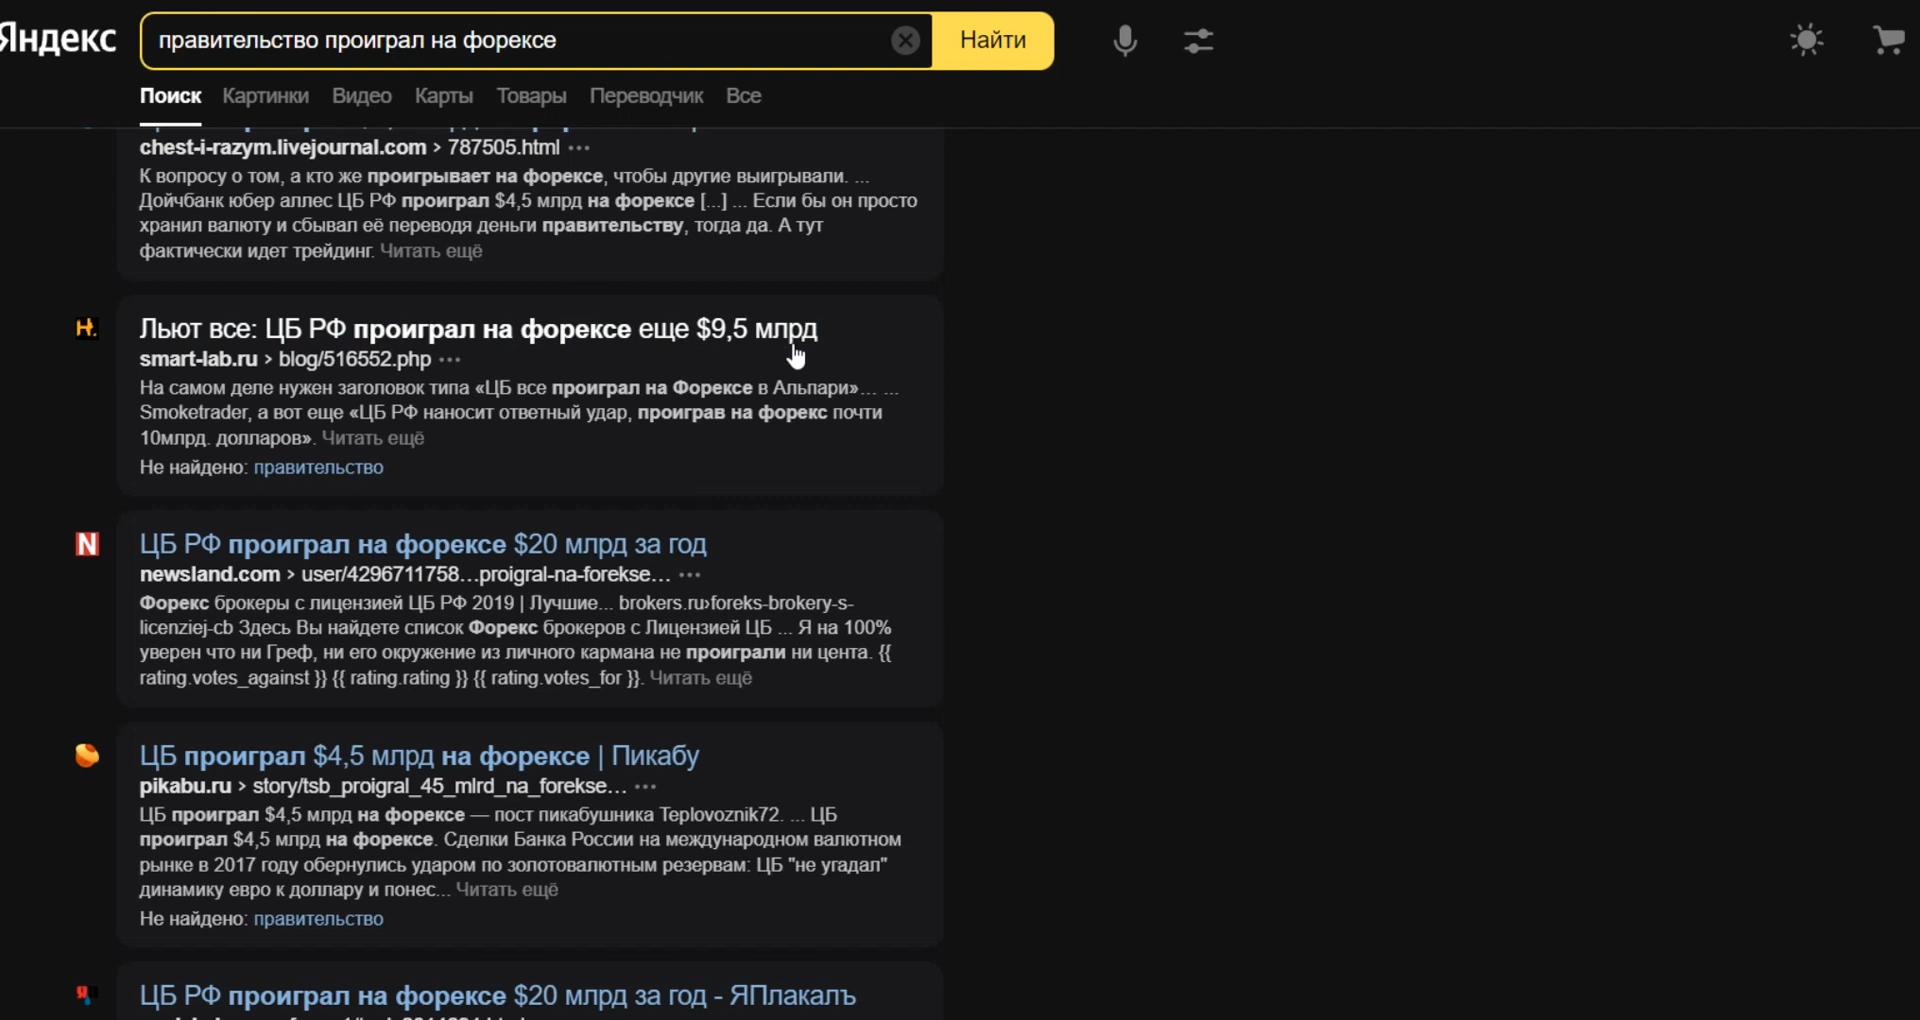 Яндекс
правительство проиграл на форексе
Найти
Поиск Картинки Видео Карты Товары Переводчик Все
chest-i-razym.livejournal.com › 787505.html ···
К вопросу о том, а кто же проигрывает на форексе, чтобы другие выигрывали. ...
Дойчбанк юбер аллес ЦБ РФ проиграл $4,5 млрд на форексе [...] ... Если бы он просто
хранил валюту и сбывал её переводя деньги правительству, тогда да. А тут
фактически идет трейдинг. Читать ещё
H.
Льют все: ЦБ РФ проиграл на форексе еще $9,5 млрд
smart-lab.ru › blog/516552.php ···
На самом деле нужен заголовок типа «ЦБ все проиграл на Форексе в Альпари»... ...
Smoketrader, а вот еще «ЦБ РФ наносит ответный удар, проиграв на форекс почти
10млрд. долларов». Читать ещё
Не найдено: правительство
N
ЦБ РФ проиграл на форексе $20 млрд за год
newsland.com › user/4296711758...proigral-na-forekse... ···
Форекс брокеры с лицензией ЦБ РФ 2019 | Лучшие... brokers.ru›foreks-brokery-s-
licenziej-cb Здесь Вы найдете список Форекс брокеров с Лицензией ЦБ ... Я на 100%
уверен что ни Греф, ни его окружение из личного кармана не проиграли ни цента. {{
rating.votes_against }} {{ rating.rating }} {{ rating.votes_for }}. Читать ещё
ЦБ проиграл $4,5 млрд на форексе | Пикабу
pikabu.ru › story/tsb_proigral_45_mlrd_na_forekse... ···
ЦБ проиграл $4,5 млрд на форексе — пост пикабушника Teplovoznik72. ... ЦБ
проиграл $4,5 млрд на форексе. Сделки Банка России на международном валютном
рынке в 2017 году обернулись ударом по золотовалютным резервам: ЦБ "не угадал"
динамику евро к доллару и понес... Читать ещё
Не найдено: правительство
ЦБ РФ проиграл на форексе $20 млрд за год - ЯПлакалъ